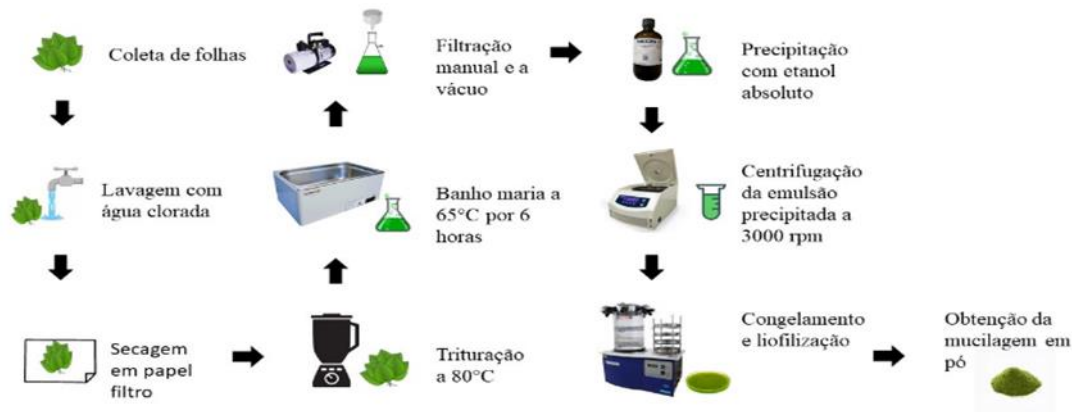 Coleta de folhas
Lavagem com
água clorada
Secagem
em papel
filtro
Trituração
a 80°C
Banho maria a
65°C por 6
horas
Filtração
manual e a
vácuo
Precipitação
com etanol
absoluto
Centrifugação
da emulsão
precipitada a
3000 rpm
Congelamento
e liofilização
Obtenção da
mucilagem em
pó